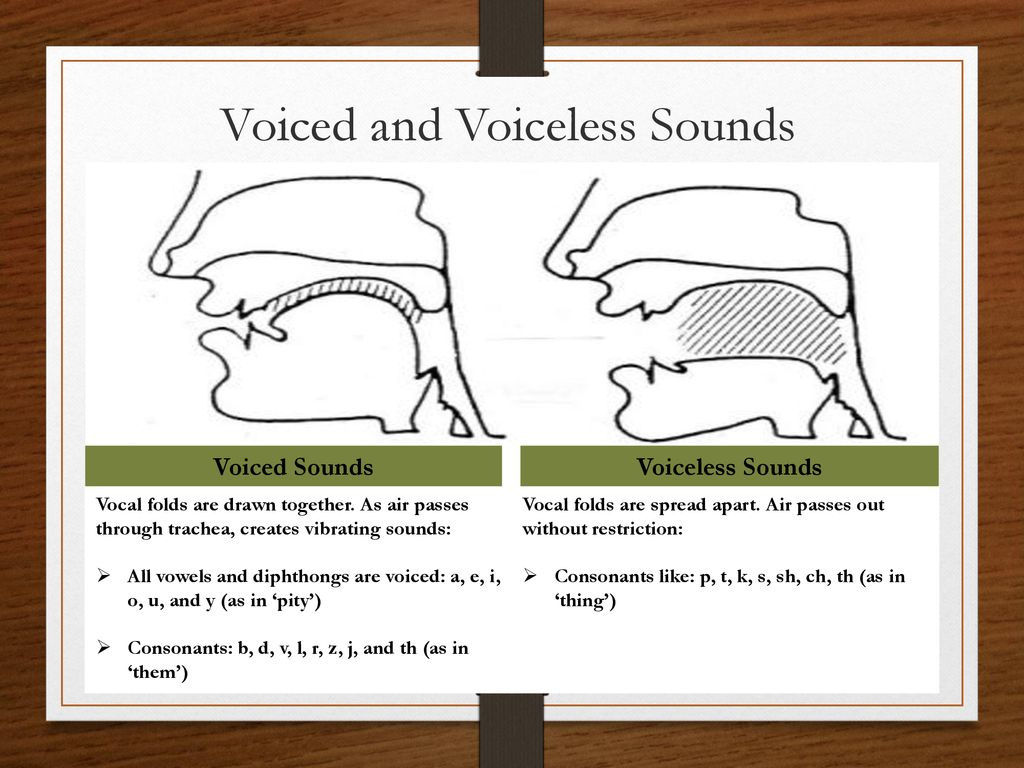 Voiced and Voiceless Sounds
Voiced Sounds
Vocal folds are drawn together. As air passes
through trachea, creates vibrating sounds:
➢ All vowels and diphthongs are voiced: a, e, i,
o, u, and y (as in ‘pity’)
➢ Consonants: b, d, v, l, r, z, j, and th (as in
‘them’)
Voiceless Sounds
Vocal folds are spread apart. Air passes out
without restriction:
➢ Consonants like: p, t, k, s, sh, ch, th (as in
‘thing’)